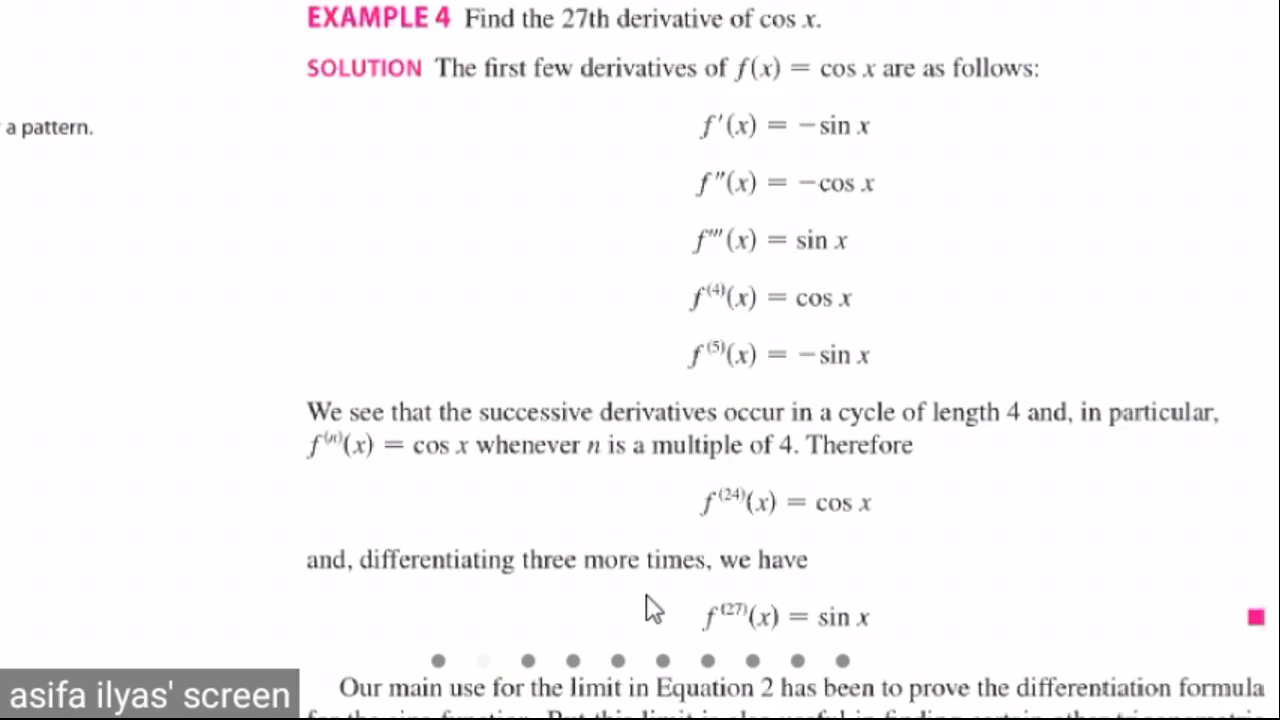 EXAMPLE 4 Find the 27th derivative of cos x.
SOLUTION The first few derivatives of f(x) = cos x are as follows:
a pattern.
f′(x) = −sin x
f″(x) = −cos x
f‴(x) = sin x
f⁽⁴⁾(x) = cos x
f⁽⁵⁾(x) = −sin x
We see that the successive derivatives occur in a cycle of length 4 and, in particular,
f⁽ⁿ⁾(x) = cos x whenever n is a multiple of 4. Therefore
f⁽²⁴⁾(x) = cos x
and, differentiating three more times, we have
f⁽²⁷⁾(x) = sin x
Our main use for the limit in Equation 2 has been to prove the differentiation formula
asifa ilyas' screen